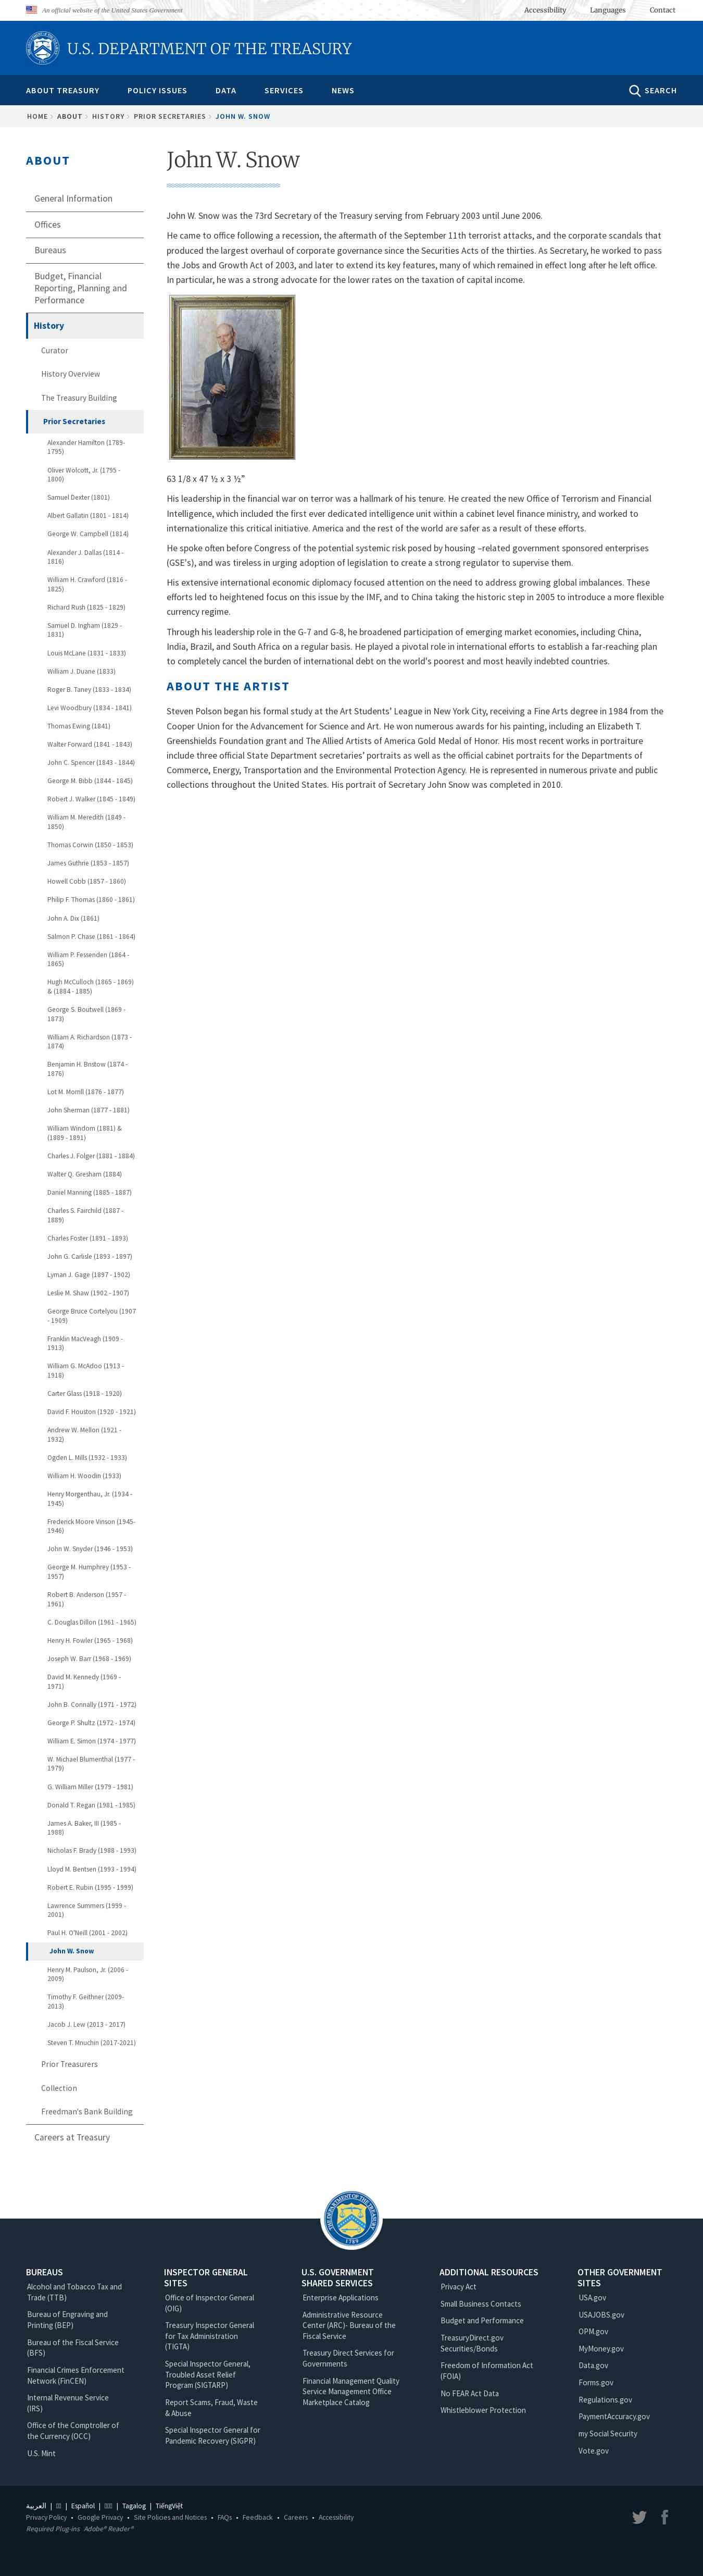 An official website of the United States Government
Accessibility
Languages
Contact
U.S. DEPARTMENT OF THE TREASURY
ABOUT TREASURY
POLICY ISSUES
DATA
SERVICES
NEWS
SEARCH
HOME > ABOUT > HISTORY > PRIOR SECRETARIES > JOHN W. SNOW
ABOUT
General Information
Offices
Bureaus
Budget, Financial
Reporting, Planning and
Performance
History
Curator
History Overview
The Treasury Building
Prior Secretaries
Alexander Hamilton (1789-
1795)
Oliver Wolcott, Jr. (1795 -
1800)
Samuel Dexter (1801)
Albert Gallatin (1801 - 1814)
George W. Campbell (1814)
Alexander J. Dallas (1814 -
1816)
William H. Crawford (1816 -
1825)
Richard Rush (1825 - 1829)
Samuel D. Ingham (1829 -
1831)
Louis McLane (1831 - 1833)
William J. Duane (1833)
Roger B. Taney (1833 - 1834)
Levi Woodbury (1834 - 1841)
Thomas Ewing (1841)
Walter Forward (1841 - 1843)
John C. Spencer (1843 - 1844)
George M. Bibb (1844 - 1845)
Robert J. Walker (1845 - 1849)
William M. Meredith (1849 -
1850)
Thomas Corwin (1850 - 1853)
James Guthrie (1853 - 1857)
Howell Cobb (1857 - 1860)
Philip F. Thomas (1860 - 1861)
John A. Dix (1861)
Salmon P. Chase (1861 - 1864)
William P. Fessenden (1864 -
1865)
Hugh McCulloch (1865 - 1869)
& (1884 - 1885)
George S. Boutwell (1869 -
1873)
William A. Richardson (1873 -
1874)
Benjamin H. Bristow (1874 -
1876)
Lot M. Morrill (1876 - 1877)
John Sherman (1877 - 1881)
William Windom (1881) &
(1889 - 1891)
Charles J. Folger (1881 - 1884)
Walter Q. Gresham (1884)
Daniel Manning (1885 - 1887)
Charles S. Fairchild (1887 -
1889)
Charles Foster (1891 - 1893)
John G. Carlisle (1893 - 1897)
Lyman J. Gage (1897 - 1902)
Leslie M. Shaw (1902 - 1907)
George Bruce Cortelyou (1907
- 1909)
Franklin MacVeagh (1909 -
1913)
William G. McAdoo (1913 -
1918)
Carter Glass (1918 - 1920)
David F. Houston (1920 - 1921)
Andrew W. Mellon (1921 -
1932)
Ogden L. Mills (1932 - 1933)
William H. Woodin (1933)
Henry Morgenthau, Jr. (1934 -
1945)
Frederick Moore Vinson (1945-
1946)
John W. Snyder (1946 - 1953)
George M. Humphrey (1953 -
1957)
Robert B. Anderson (1957 -
1961)
C. Douglas Dillon (1961 - 1965)
Henry H. Fowler (1965 - 1968)
Joseph W. Barr (1968 - 1969)
David M. Kennedy (1969 -
1971)
John B. Connally (1971 - 1972)
George P. Shultz (1972 - 1974)
William E. Simon (1974 - 1977)
W. Michael Blumenthal (1977 -
1979)
G. William Miller (1979 - 1981)
Donald T. Regan (1981 - 1985)
James A. Baker, III (1985 -
1988)
Nicholas F. Brady (1988 - 1993)
Lloyd M. Bentsen (1993 - 1994)
Robert E. Rubin (1995 - 1999)
Lawrence Summers (1999 -
2001)
Paul H. O'Neill (2001 - 2002)
John W. Snow
Henry M. Paulson, Jr. (2006 -
2009)
Timothy F. Geithner (2009-
2013)
Jacob J. Lew (2013 - 2017)
Steven T. Mnuchin (2017-2021)
Prior Treasurers
Collection
Freedman's Bank Building
Careers at Treasury
John W. Snow
John W. Snow was the 73rd Secretary of the Treasury serving from February 2003 until June 2006.
He came to office following a recession, the aftermath of the September 11th terrorist attacks, and the corporate scandals that
produced the largest overhaul of corporate governance since the Securities Acts of the thirties. As Secretary, he worked to pass
the Jobs and Growth Act of 2003, and later to extend its key features, many of which remained in effect long after he left office.
In particular, he was a strong advocate for the lower rates on the taxation of capital income.
63 1/8 x 47 ½ x 3 ½”
His leadership in the financial war on terror was a hallmark of his tenure. He created the new Office of Terrorism and Financial
Intelligence, which included the first ever dedicated intelligence unit within a cabinet level finance ministry, and worked to
internationalize this critical initiative. America and the rest of the world are safer as a result of these efforts.
He spoke often before Congress of the potential systemic risk posed by housing –related government sponsored enterprises
(GSE's), and was tireless in urging adoption of legislation to create a strong regulator to supervise them.
His extensive international economic diplomacy focused attention on the need to address growing global imbalances. These
efforts led to heightened focus on this issue by the IMF, and to China taking the historic step in 2005 to introduce a more flexible
currency regime.
Through his leadership role in the G-7 and G-8, he broadened participation of emerging market economies, including China,
India, Brazil, and South Africa on a regular basis. He played a pivotal role in international efforts to establish a far-reaching plan
to completely cancel the burden of international debt on the world's poorest and most heavily indebted countries.
ABOUT THE ARTIST
Steven Polson began his formal study at the Art Students’ League in New York City, receiving a Fine Arts degree in 1984 from the
Cooper Union for the Advancement for Science and Art. He won numerous awards for his painting, including an Elizabeth T.
Greenshields Foundation grant and The Allied Artists of America Gold Medal of Honor. His most recent works in portraiture
include three official State Department secretaries’ portraits as well as the official cabinet portraits for the Departments of
Commerce, Energy, Transportation and the Environmental Protection Agency. He is represented in numerous private and public
collections throughout the United States. His portrait of Secretary John Snow was completed in 2010.
THE DEPARTMENT OF THE TREASURY
1789
BUREAUS
Alcohol and Tobacco Tax and
Trade (TTB)
Bureau of Engraving and
Printing (BEP)
Bureau of the Fiscal Service
(BFS)
Financial Crimes Enforcement
Network (FinCEN)
Internal Revenue Service
(IRS)
Office of the Comptroller of
the Currency (OCC)
U.S. Mint
INSPECTOR GENERAL
SITES
Office of Inspector General
(OIG)
Treasury Inspector General
for Tax Administration
(TIGTA)
Special Inspector General,
Troubled Asset Relief
Program (SIGTARP)
Report Scams, Fraud, Waste
& Abuse
Special Inspector General for
Pandemic Recovery (SIGPR)
U.S. GOVERNMENT
SHARED SERVICES
Enterprise Applications
Administrative Resource
Center (ARC)- Bureau of the
Fiscal Service
Treasury Direct Services for
Governments
Financial Management Quality
Service Management Office
Marketplace Catalog
ADDITIONAL RESOURCES
Privacy Act
Small Business Contacts
Budget and Performance
TreasuryDirect.gov
Securities/Bonds
Freedom of Information Act
(FOIA)
No FEAR Act Data
Whistleblower Protection
OTHER GOVERNMENT
SITES
USA.gov
USAJOBS.gov
OPM.gov
MyMoney.gov
Data.gov
Forms.gov
Regulations.gov
PaymentAccuracy.gov
my Social Security
Vote.gov
العربية | | Español | | Tagalog | TiếngViệt
Privacy Policy • Google Privacy • Site Policies and Notices • FAQs • Feedback • Careers • Accessibility
Required Plug-ins Adobe® Reader®